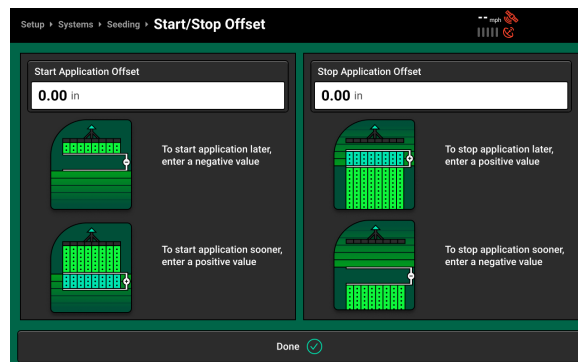 Setup › Systems › Seeding › Start/Stop Offset
-- mph
Start Application Offset
0.00 in
To start application later,
enter a negative value
To start application sooner,
enter a positive value
Stop Application Offset
0.00 in
To stop application later,
enter a positive value
To stop application sooner,
enter a negative value
Done